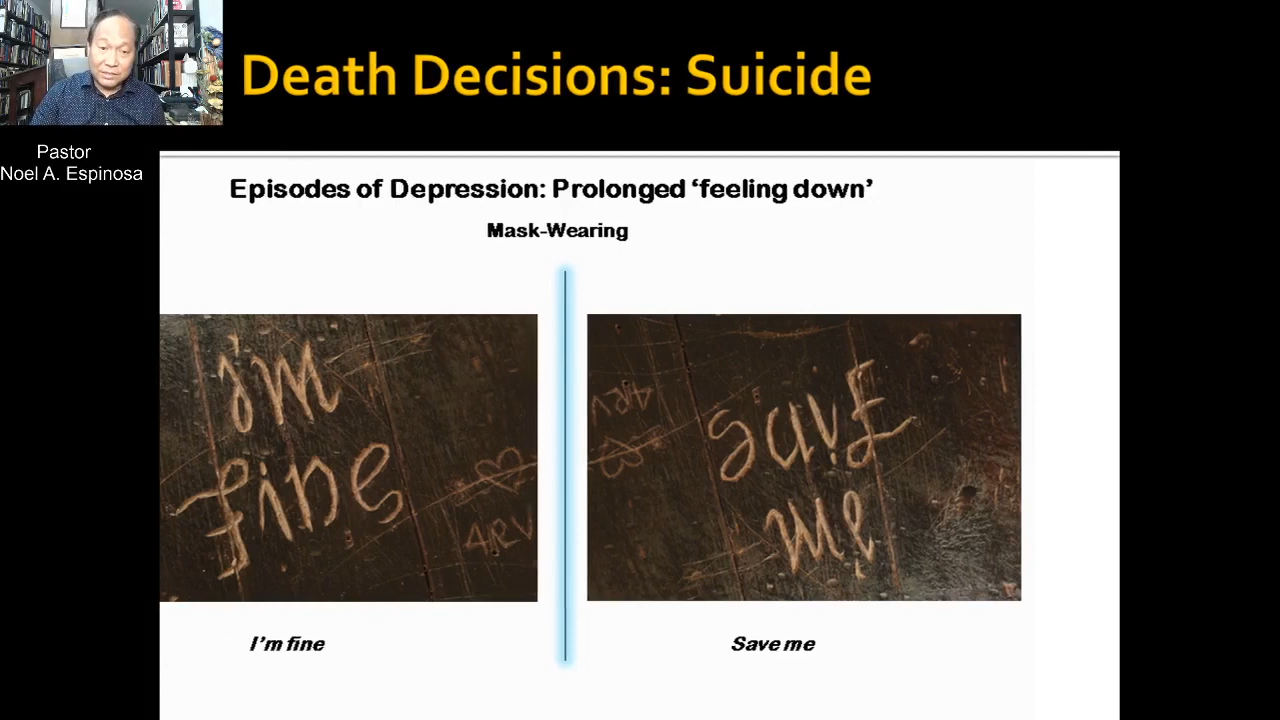 Death Decisions: Suicide
Pastor
Noel A. Espinosa
Episodes of Depression: Prolonged ‘feeling down’
Mask-Wearing
i'm
fine
4RV
4RV
save
me
I’m fine
Save me